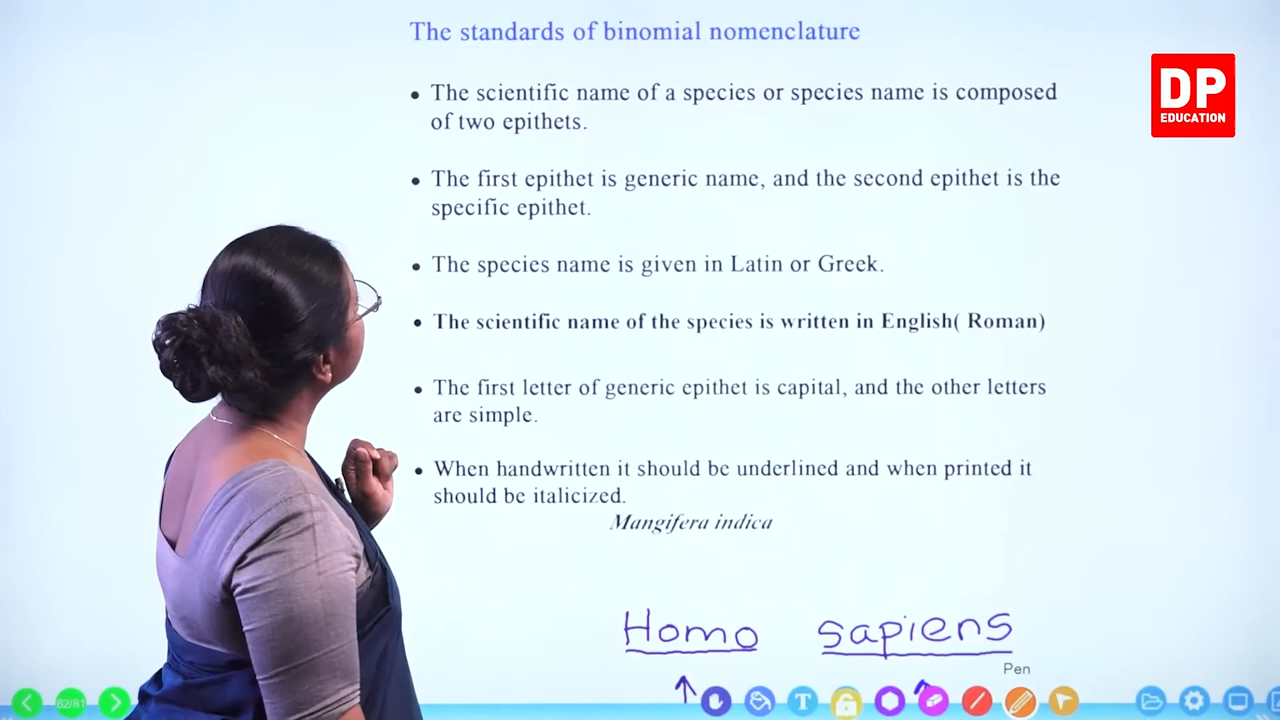 The standards of binomial nomenclature
• The scientific name of a species or species name is composed
of two epithets.
• The first epithet is generic name, and the second epithet is the
specific epithet.
• The species name is given in Latin or Greek.
• The scientific name of the species is written in English( Roman)
• The first letter of generic epithet is capital, and the other letters
are simple.
• When handwritten it should be underlined and when printed it
should be italicized.
Mangifera indica
Homo sapiens
Pen
62/81
T
DP
EDUCATION